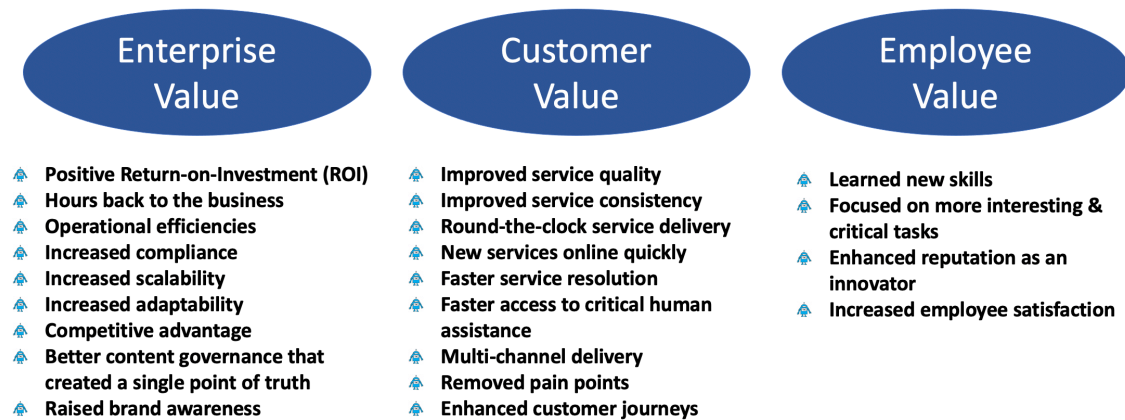 Enterprise
Value
Positive Return-on-Investment (ROI)
Hours back to the business
Operational efficiencies
Increased compliance
Increased scalability
Increased adaptability
Competitive advantage
Better content governance that
created a single point of truth
Raised brand awareness
Customer
Value
Improved service quality
Improved service consistency
Round-the-clock service delivery
New services online quickly
Faster service resolution
Faster access to critical human
assistance
Multi-channel delivery
Removed pain points
Enhanced customer journeys
Employee
Value
Learned new skills
Focused on more interesting &
critical tasks
Enhanced reputation as an
innovator
Increased employee satisfaction